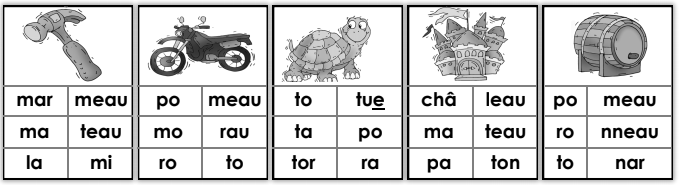 mar meau po meau to tue châ leau po meau
ma teau mo rau ta po ma teau ro nneau
la mi ro to tor ra pa ton to nar